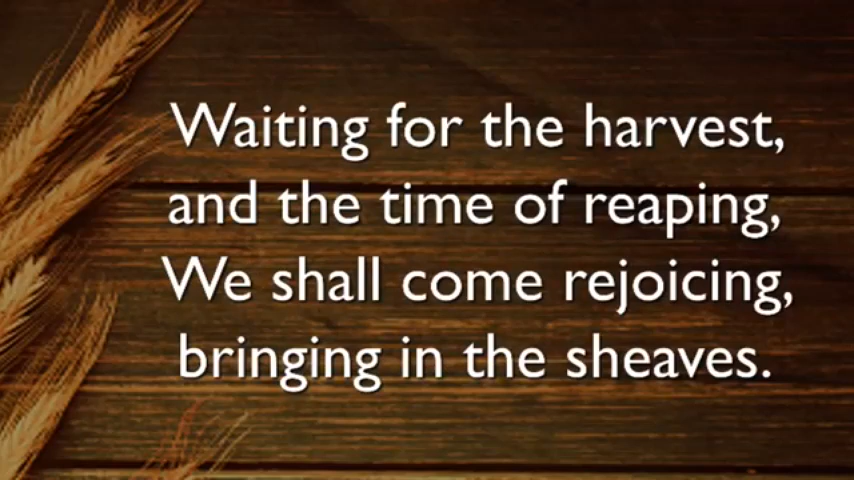 Waiting for the harvest,
and the time of reaping,
We shall come rejoicing,
bringing in the sheaves.